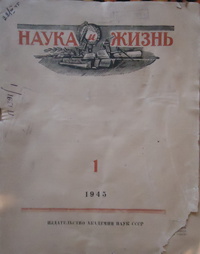 НАУКА и ЖИЗНЬ
1
1945
ИЗДАТЕЛЬСТВО АКАДЕМИИ НАУК СССР